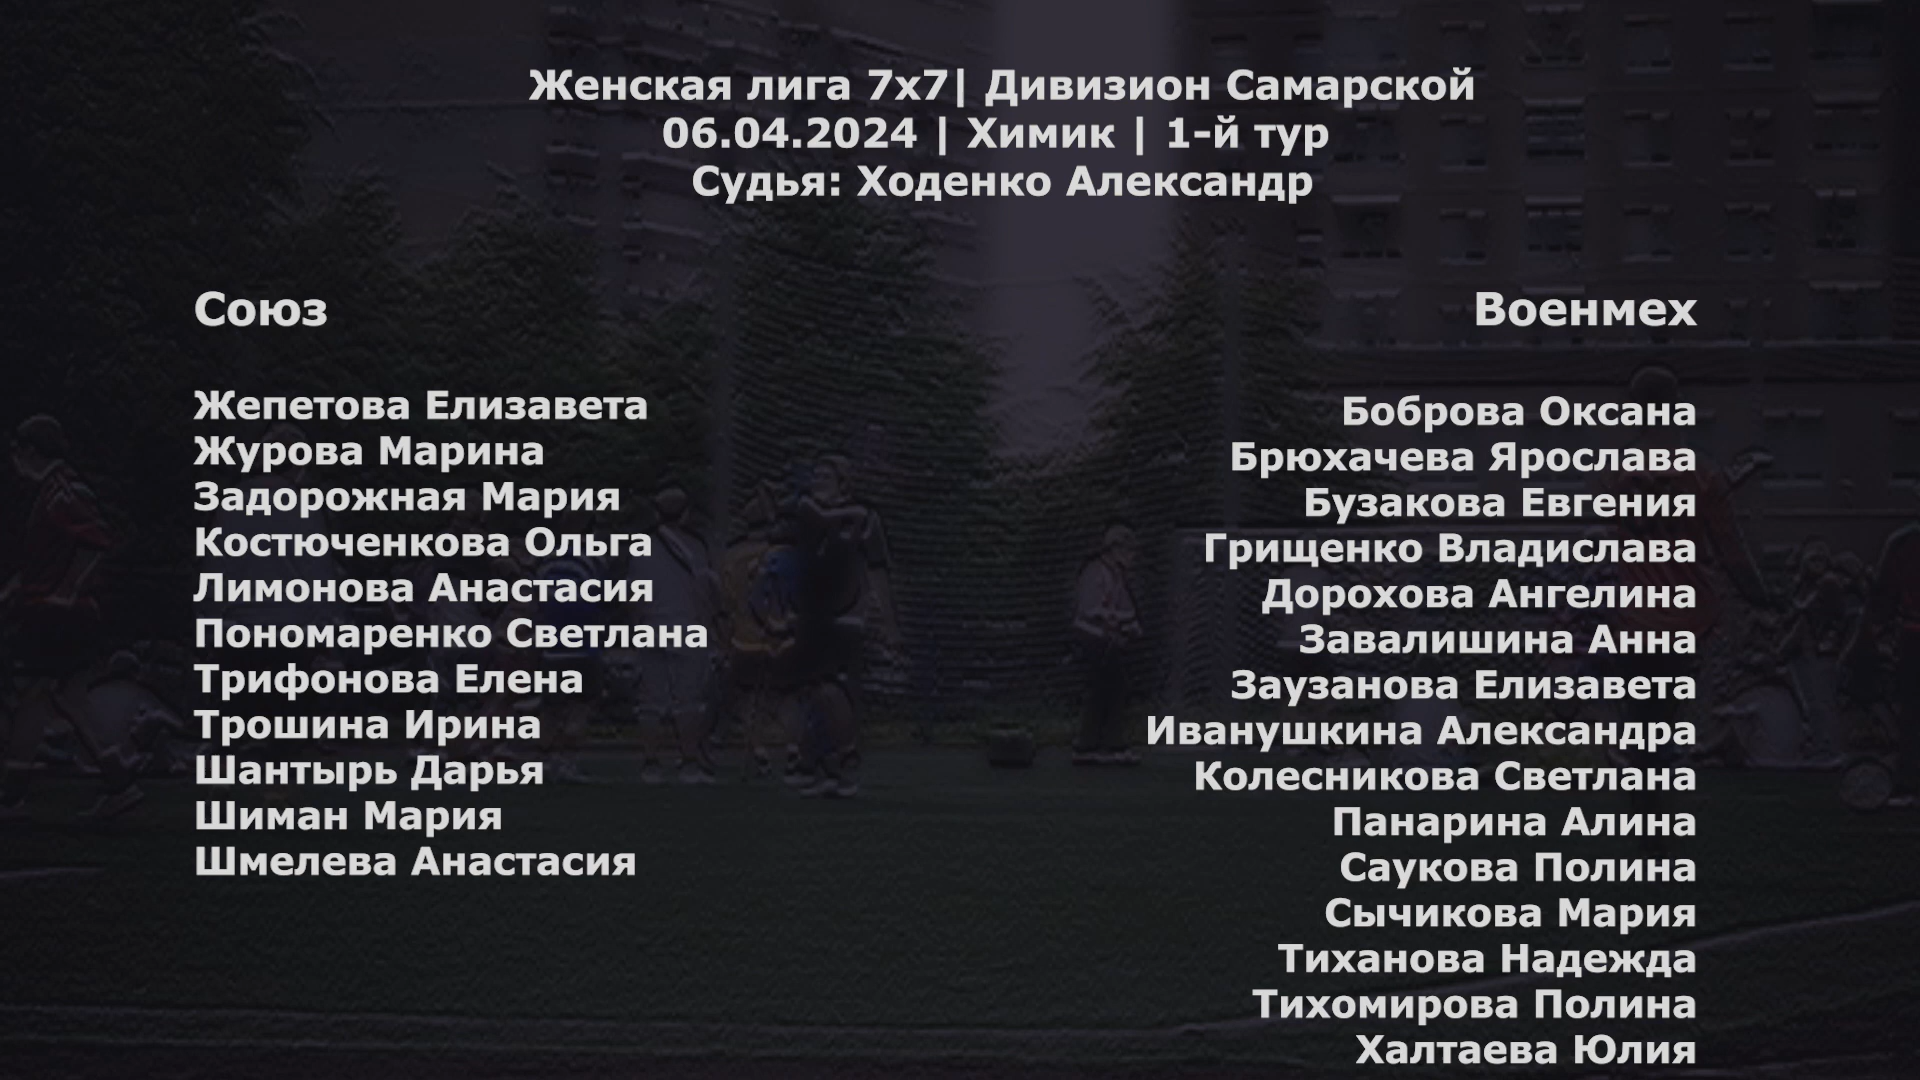 Женская лига 7x7| Дивизион Самарской
06.04.2024 | Химик | 1-й тур
Судья: Ходенко Александр
Союз
Жепетова Елизавета
Журова Марина
Задорожная Мария
Костюченкова Ольга
Лимонова Анастасия
Пономаренко Светлана
Трифонова Елена
Трошина Ирина
Шантырь Дарья
Шиман Мария
Шмелева Анастасия
Военмех
Боброва Оксана
Брюхачева Ярослава
Бузакова Евгения
Грищенко Владислава
Дорохова Ангелина
Завалишина Анна
Заузанова Елизавета
Иванушкина Александра
Колесникова Светлана
Панарина Алина
Саукова Полина
Сычикова Мария
Тиханова Надежда
Тихомирова Полина
Халтаева Юлия